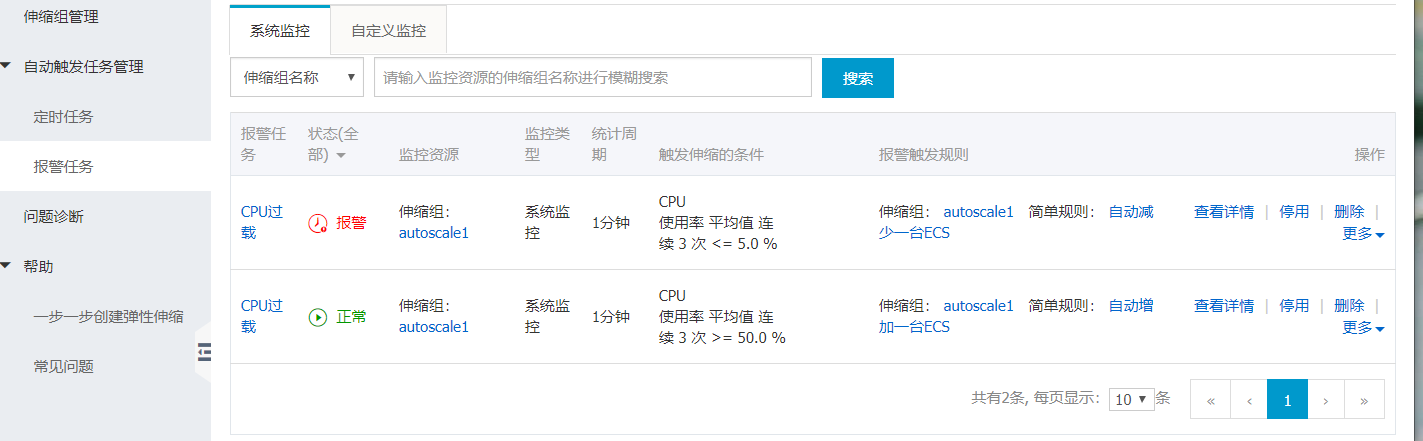 伸缩组管理
自动触发任务管理
定时任务
报警任务
问题诊断
帮助
一步一步创建弹性伸缩
常见问题
系统监控 自定义监控
伸缩组名称 请输入监控资源的伸缩组名称进行模糊搜索 搜索
报警任
务
状态(全
部)
监控资源
监控类
型
统计周
期
触发伸缩的条件
报警触发规则
操作
CPU过
载
报警
伸缩组：
autoscale1
系统监
控
1分钟
CPU
使用率 平均值 连
续 3 次 <= 5.0 %
伸缩组： autoscale1 简单规则： 自动减
少一台ECS
查看详情 | 停用 | 删除 |
更多
CPU过
载
正常
伸缩组：
autoscale1
系统监
控
1分钟
CPU
使用率 平均值 连
续 3 次 >= 50.0 %
伸缩组： autoscale1 简单规则： 自动增
加一台ECS
查看详情 | 停用 | 删除 |
更多
共有2条, 每页显示： 10 条 « ‹ 1 › »